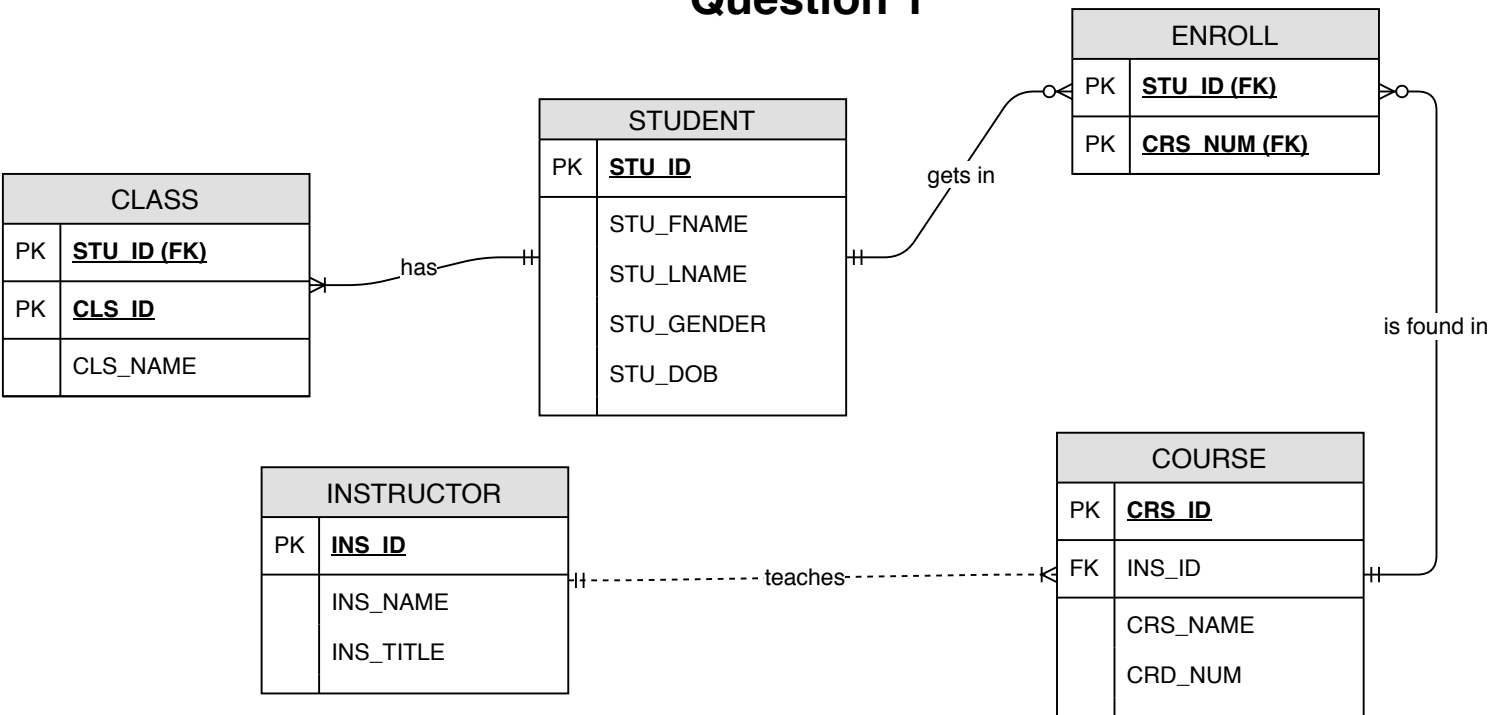 Question 1
ENROLL
PK STU_ID (FK)
PK CRS_NUM (FK)
gets in
is found in
STUDENT
PK STU_ID
STU_FNAME
STU_LNAME
STU_GENDER
STU_DOB
CLASS
PK STU_ID (FK)
PK CLS_ID
CLS_NAME
has
INSTRUCTOR
PK INS_ID
INS_NAME
INS_TITLE
teaches
COURSE
PK CRS_ID
FK INS_ID
CRS_NAME
CRD_NUM